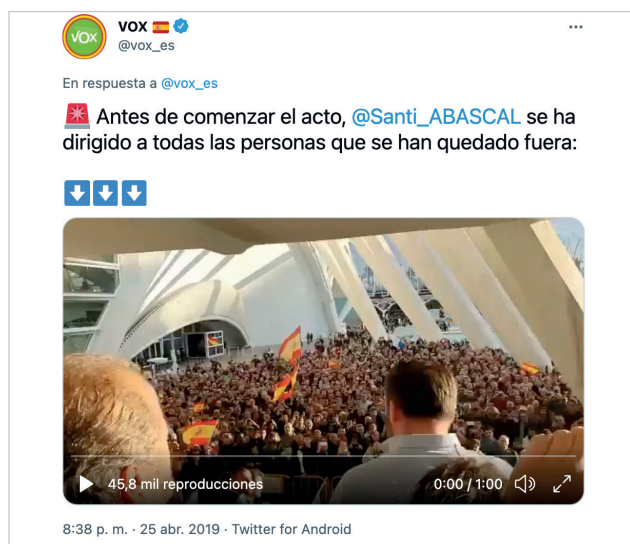 VOX
vox 🇪🇸
@vox_es
En respuesta a @vox_es
🚨 Antes de comenzar el acto, @Santi_ABASCAL se ha
dirigido a todas las personas que se han quedado fuera:
⬇️⬇️⬇️
45,8 mil reproducciones
0:00 / 1:00
8:38 p. m. · 25 abr. 2019 · Twitter for Android